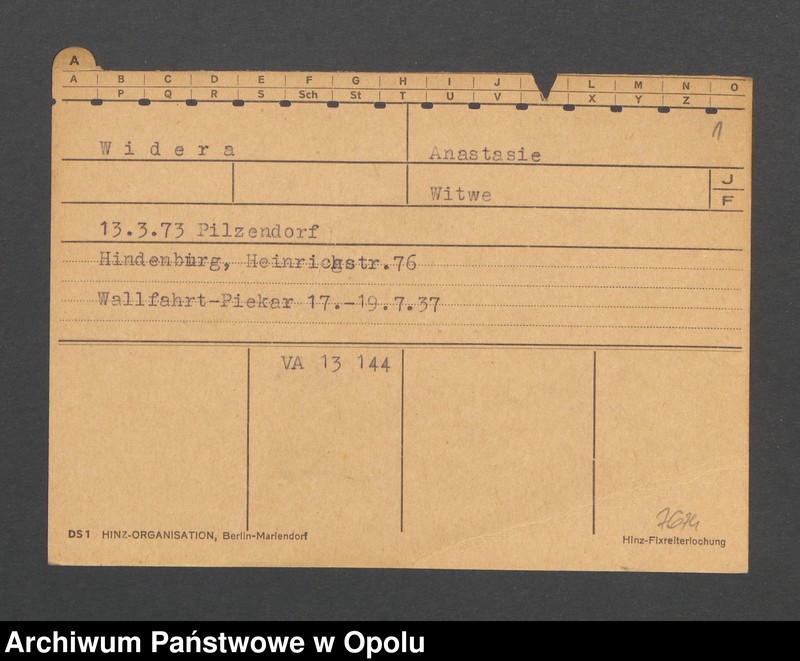 A
A B C D E F G H I J L M N O
P Q R S Sch St T U V W X Y Z
1
Widera Anastasie
Witwe J
F
13.3.73 Pilzendorf
Hindenburg, Heinrichstr.76
Wallfahrt-Piekar 17.-19.7.37
VA 13 144
DS1 HINZ-ORGANISATION, Berlin-Mariendorf
Hinz-Fixreiterlochung
Archiwum Państwowe w Opolu